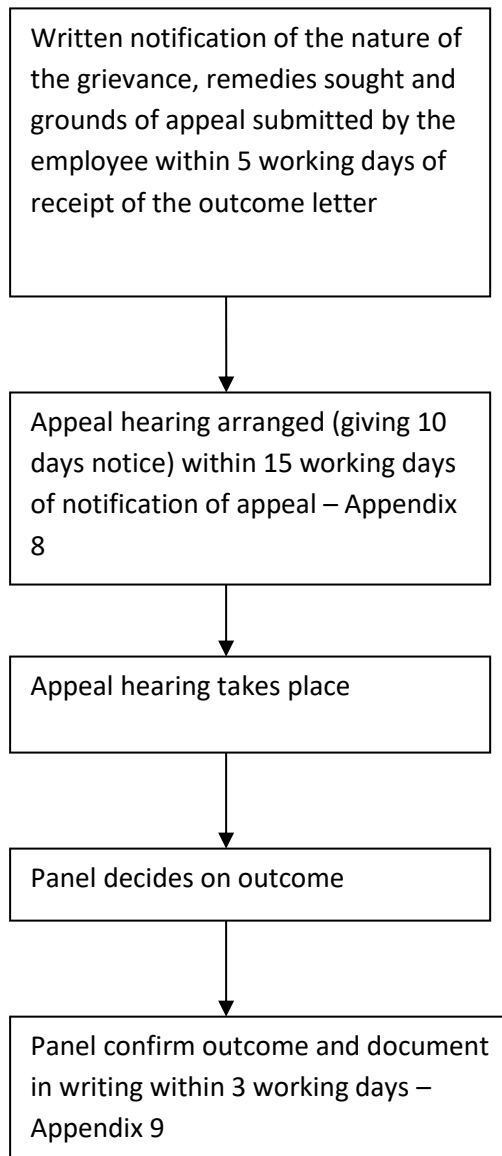 Written notification of the nature of
the grievance, remedies sought and
grounds of appeal submitted by the
employee within 5 working days of
receipt of the outcome letter
Appeal hearing arranged (giving 10
days notice) within 15 working days
of notification of appeal – Appendix
8
Appeal hearing takes place
Panel decides on outcome
Panel confirm outcome and document
in writing within 3 working days –
Appendix 9